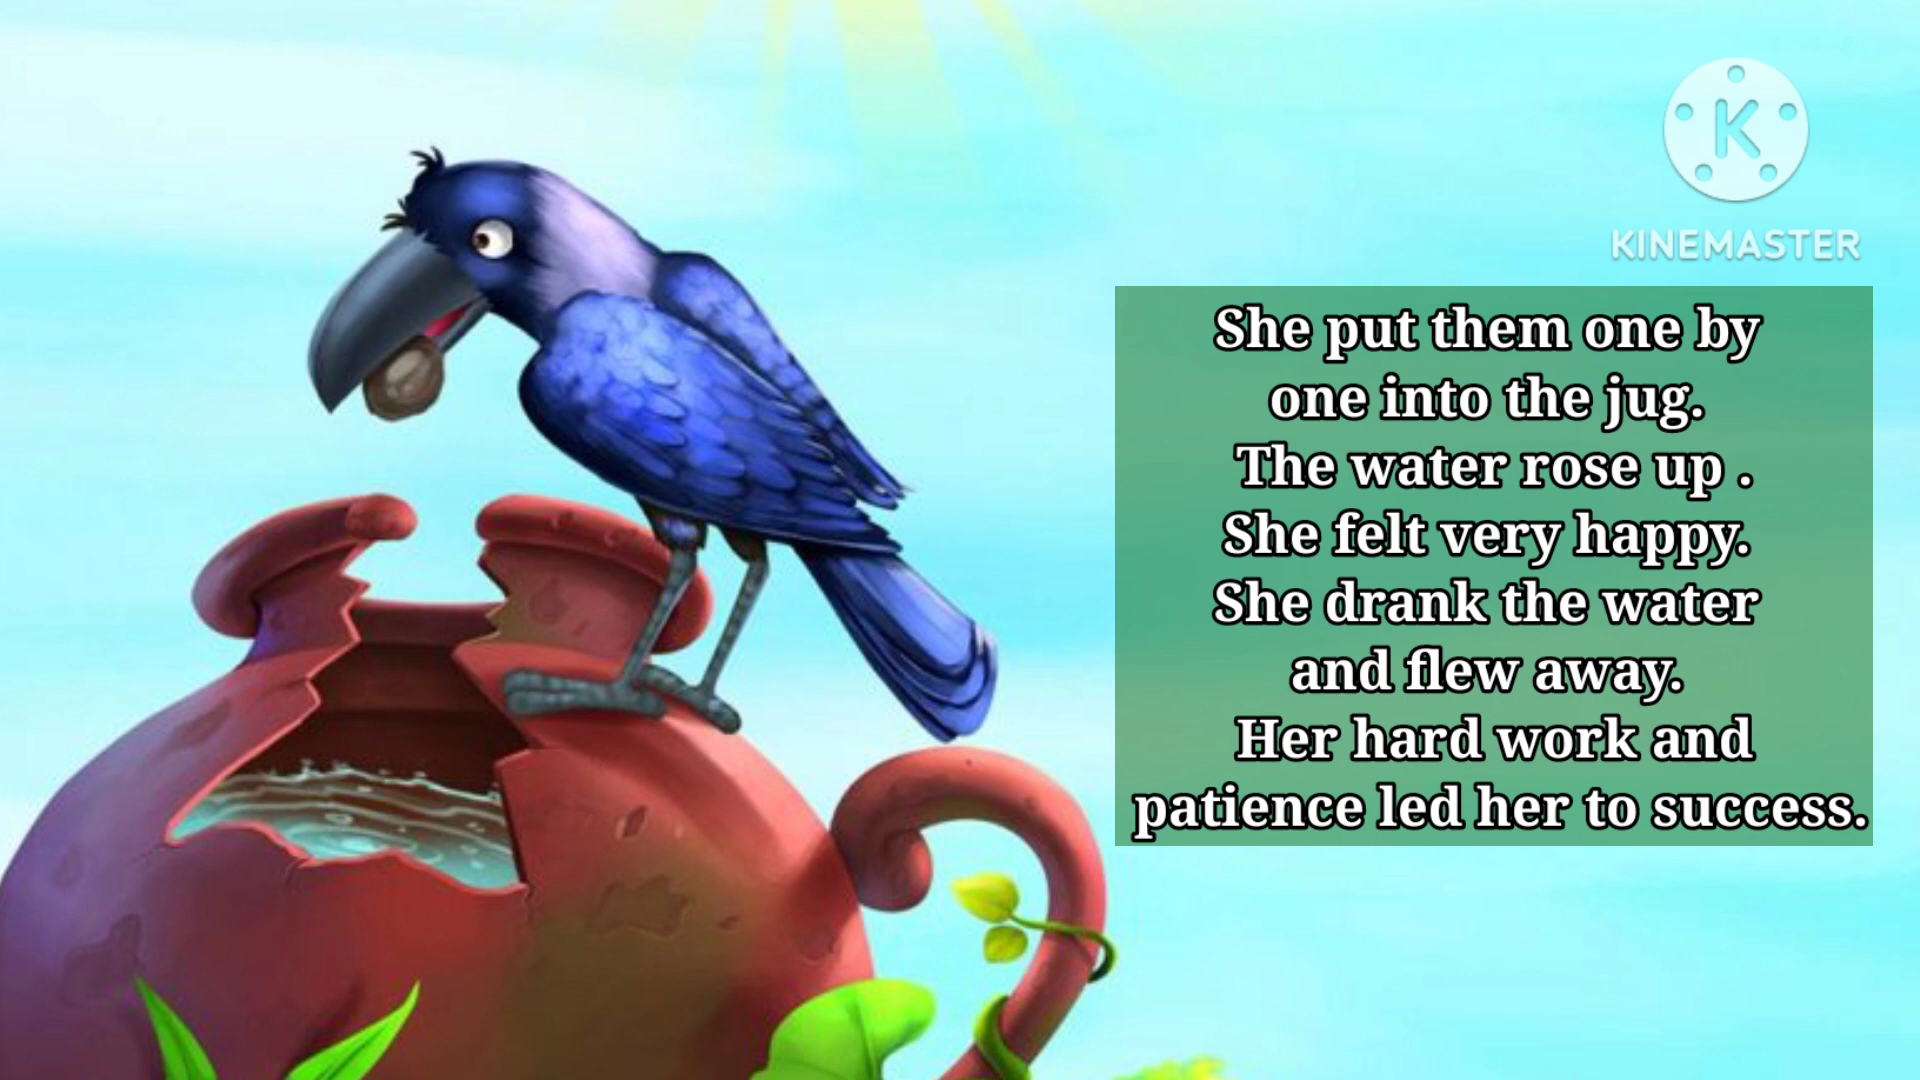 K
KINEMASTER
She put them one by
one into the jug.
The water rose up .
She felt very happy.
She drank the water
and flew away.
Her hard work and
patience led her to success.